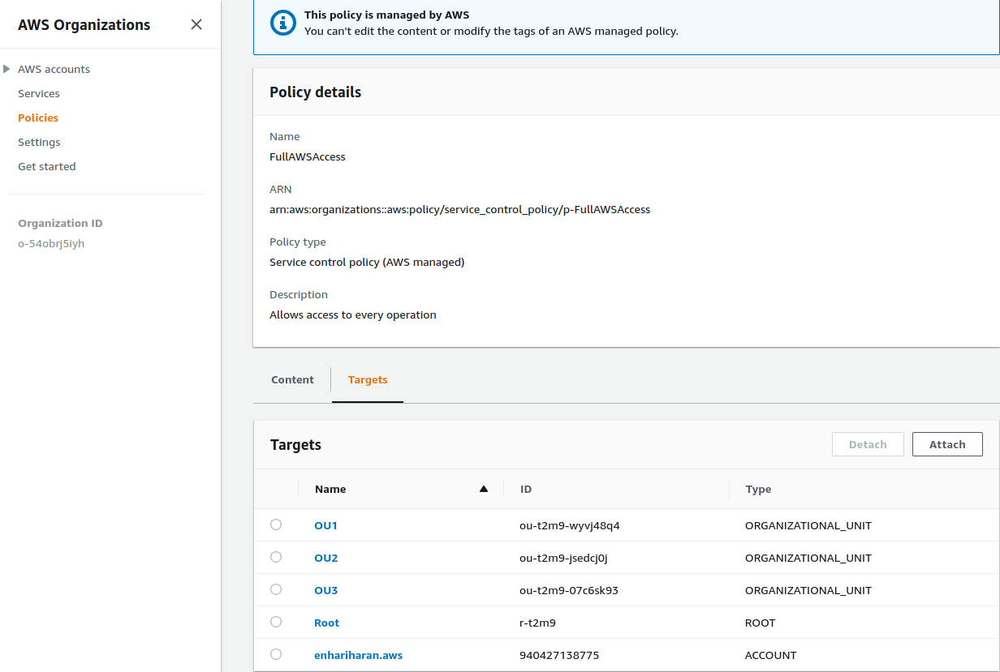 AWS Organizations
AWS accounts
Services
Policies
Settings
Get started
Organization ID
o-54obrj5iyh
This policy is managed by AWS
You can't edit the content or modify the tags of an AWS managed policy.
Policy details
Name
FullAWSAccess
ARN
arn:aws:organizations::aws:policy/service_control_policy/p-FullAWSAccess
Policy type
Service control policy (AWS managed)
Description
Allows access to every operation
Content Targets
Targets Detach Attach
Name ID Type
OU1 ou-t2m9-wyvj48q4 ORGANIZATIONAL_UNIT
OU2 ou-t2m9-jsedcj0j ORGANIZATIONAL_UNIT
OU3 ou-t2m9-07c6sk93 ORGANIZATIONAL_UNIT
Root r-t2m9 ROOT
enhariharan.aws 940427138775 ACCOUNT